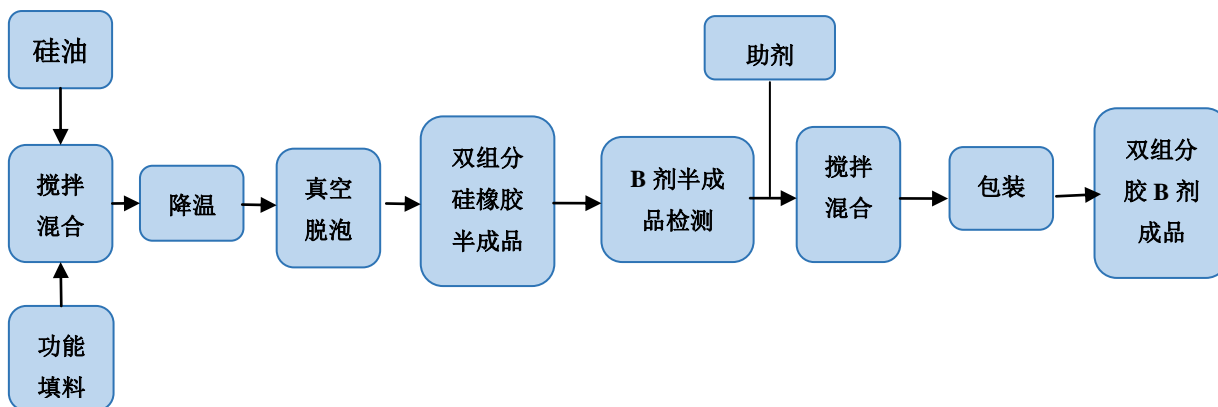 硅油
搅拌
混合
功能
填料
降温
真空
脱泡
双组分
硅橡胶
半成品
B 剂半成
品检测
助剂
搅拌
混合
包装
双组分
胶 B 剂
成品